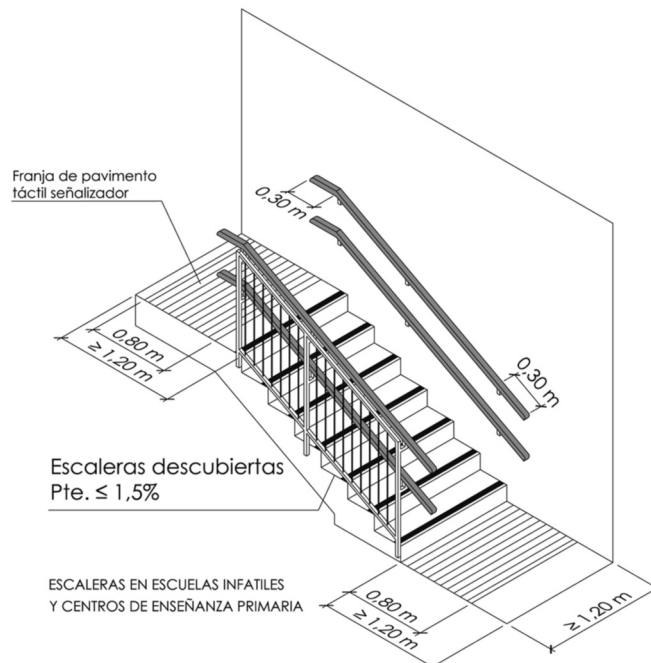 Franja de pavimento
táctil señalizador
0,30 m
0,30 m
0,80 m
≥ 1,20 m
Escaleras descubiertas
Pte. ≤ 1,5%
ESCALERAS EN ESCUELAS INFATILES
Y CENTROS DE ENSEÑANZA PRIMARIA
0,80 m
≥ 1,20 m
≥ 1,20 m